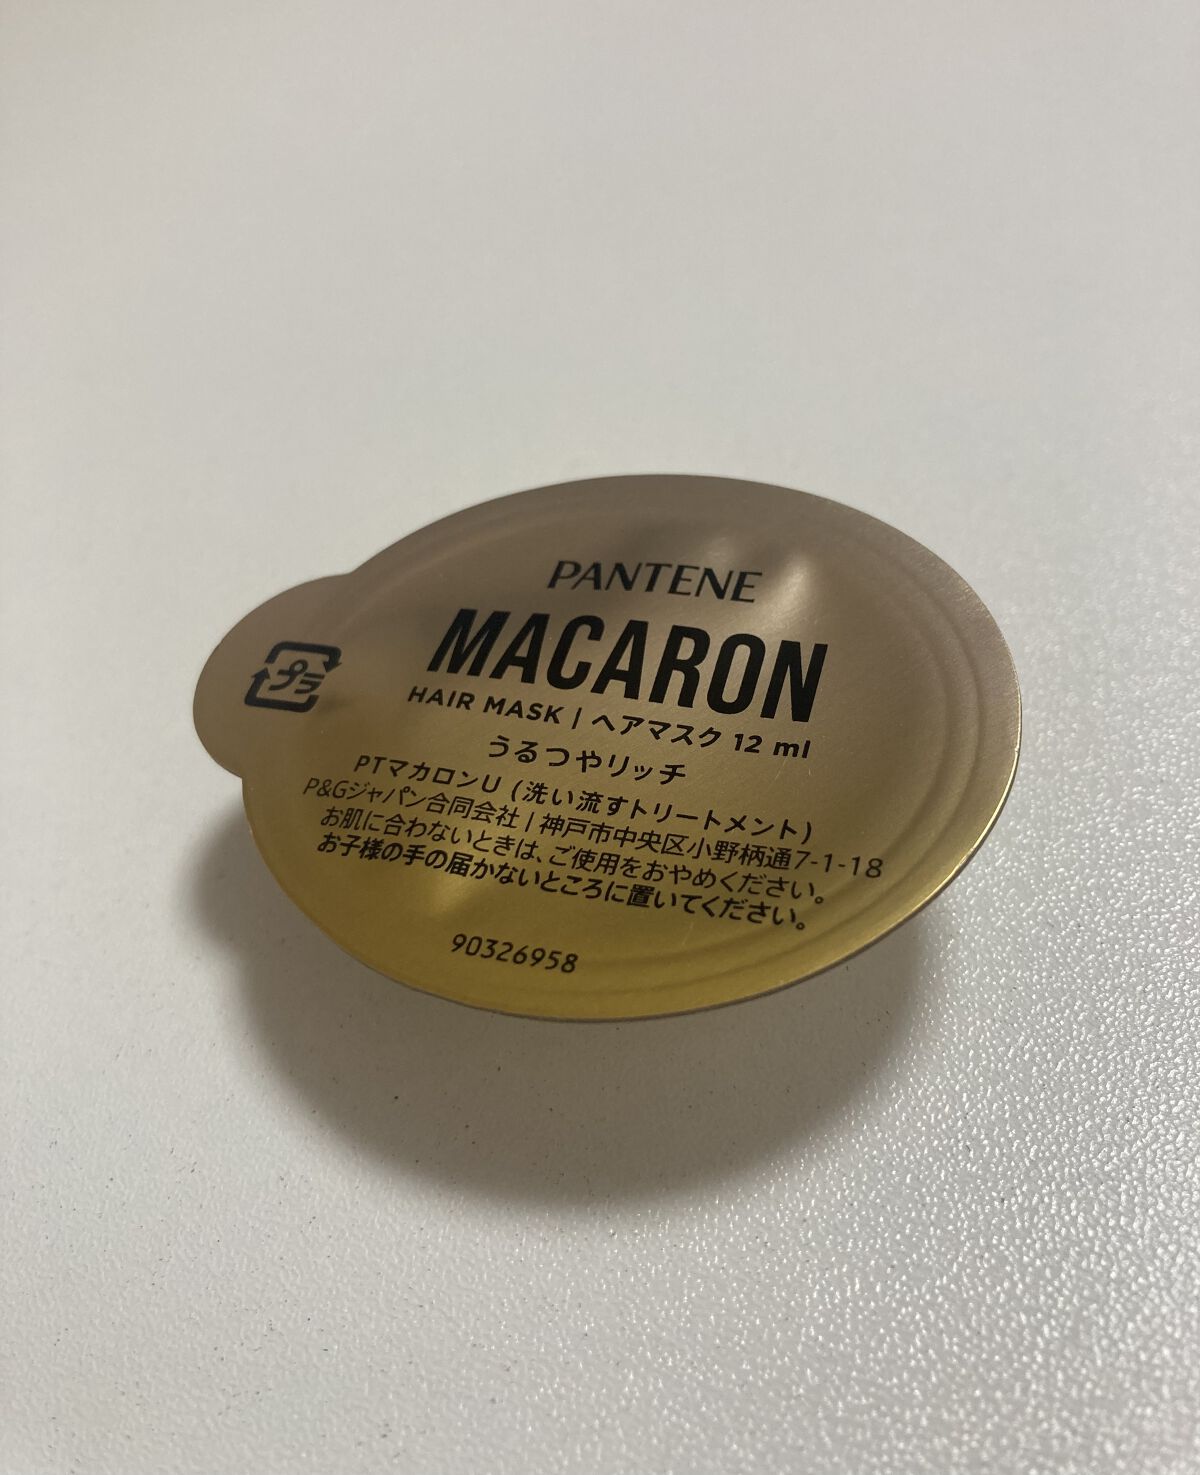 PANTENE
MACARON
HAIR MASK | ヘアマスク 12 ml
うるつやリッチ
プラ
PTマカロンU (洗い流すトリートメント)
P&Gジャパン合同会社 | 神戸市中央区小野柄通7-1-18
お肌に合わないときは、ご使用をおやめください。
お子様の手の届かないところに置いてください。
90326958